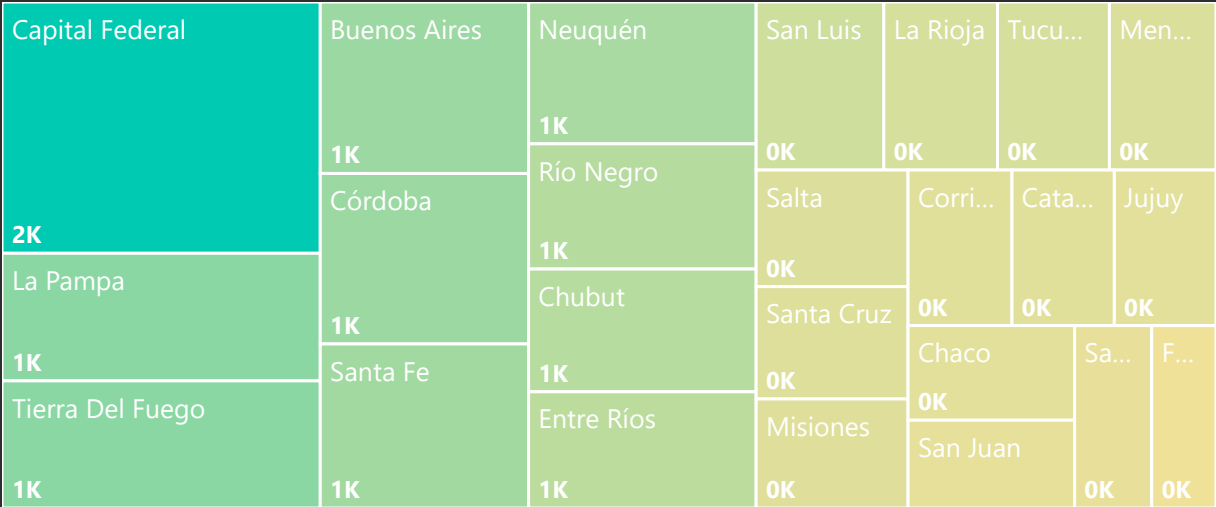 Capital Federal
2K
La Pampa
1K
Tierra Del Fuego
1K
Buenos Aires
1K
Córdoba
1K
Santa Fe
1K
Neuquén
1K
Río Negro
1K
Chubut
1K
Entre Ríos
1K
San Luis
0K
La Rioja
0K
Tucu...
0K
Men...
0K
Salta
0K
Santa Cruz
0K
Misiones
0K
Corri...
0K
Cata...
0K
Jujuy
0K
Chaco
0K
San Juan
Sa...
0K
F...
0K